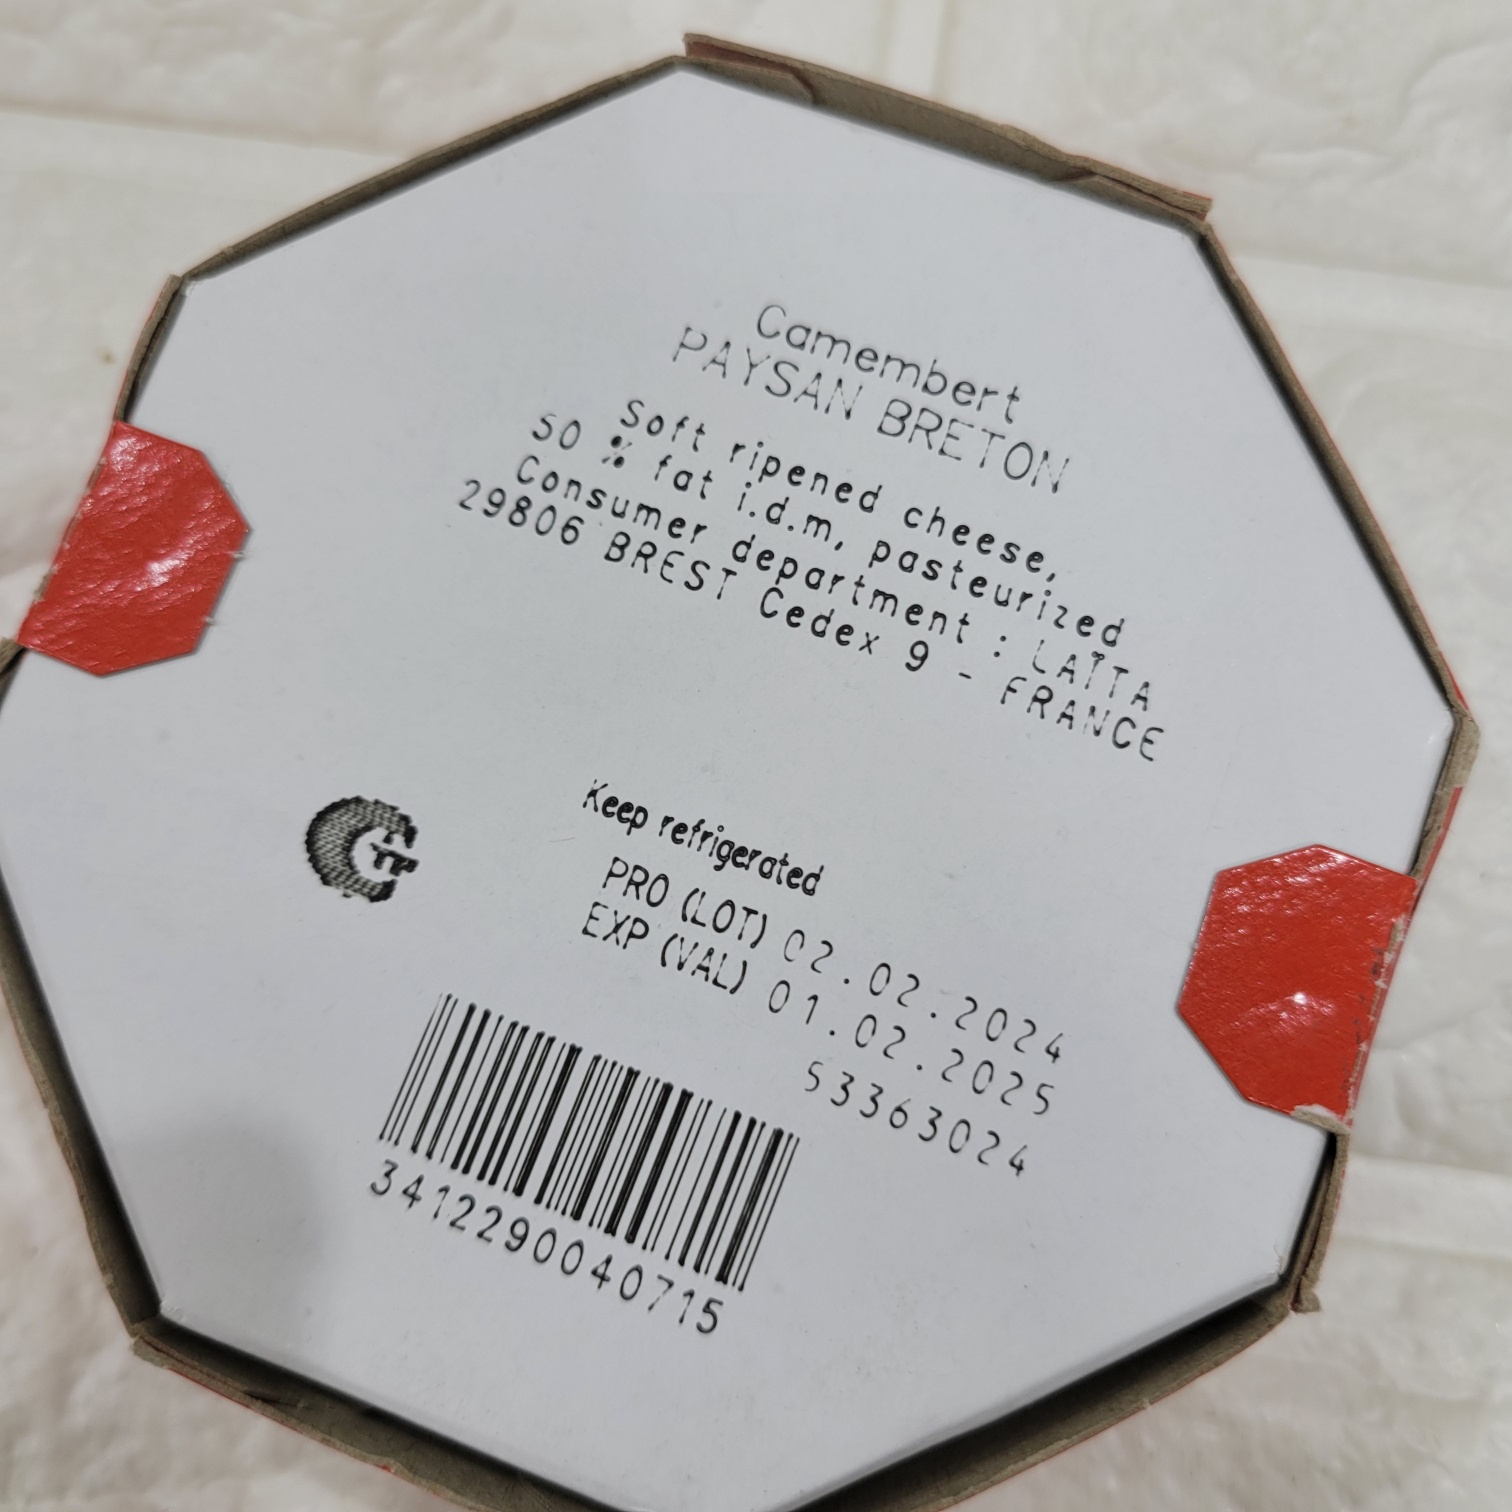 Camembert
PAYSAN BRETON
Soft ripened cheese,
50 % fat i.d.m, pasteurized
Consumer department : LAÏTA
29806 BREST Cedex 9 - FRANCE
Keep refrigerated
PRO (LOT) 02.02.2024
EXP (VAL) 01.02.2025
53363024
3412290040715